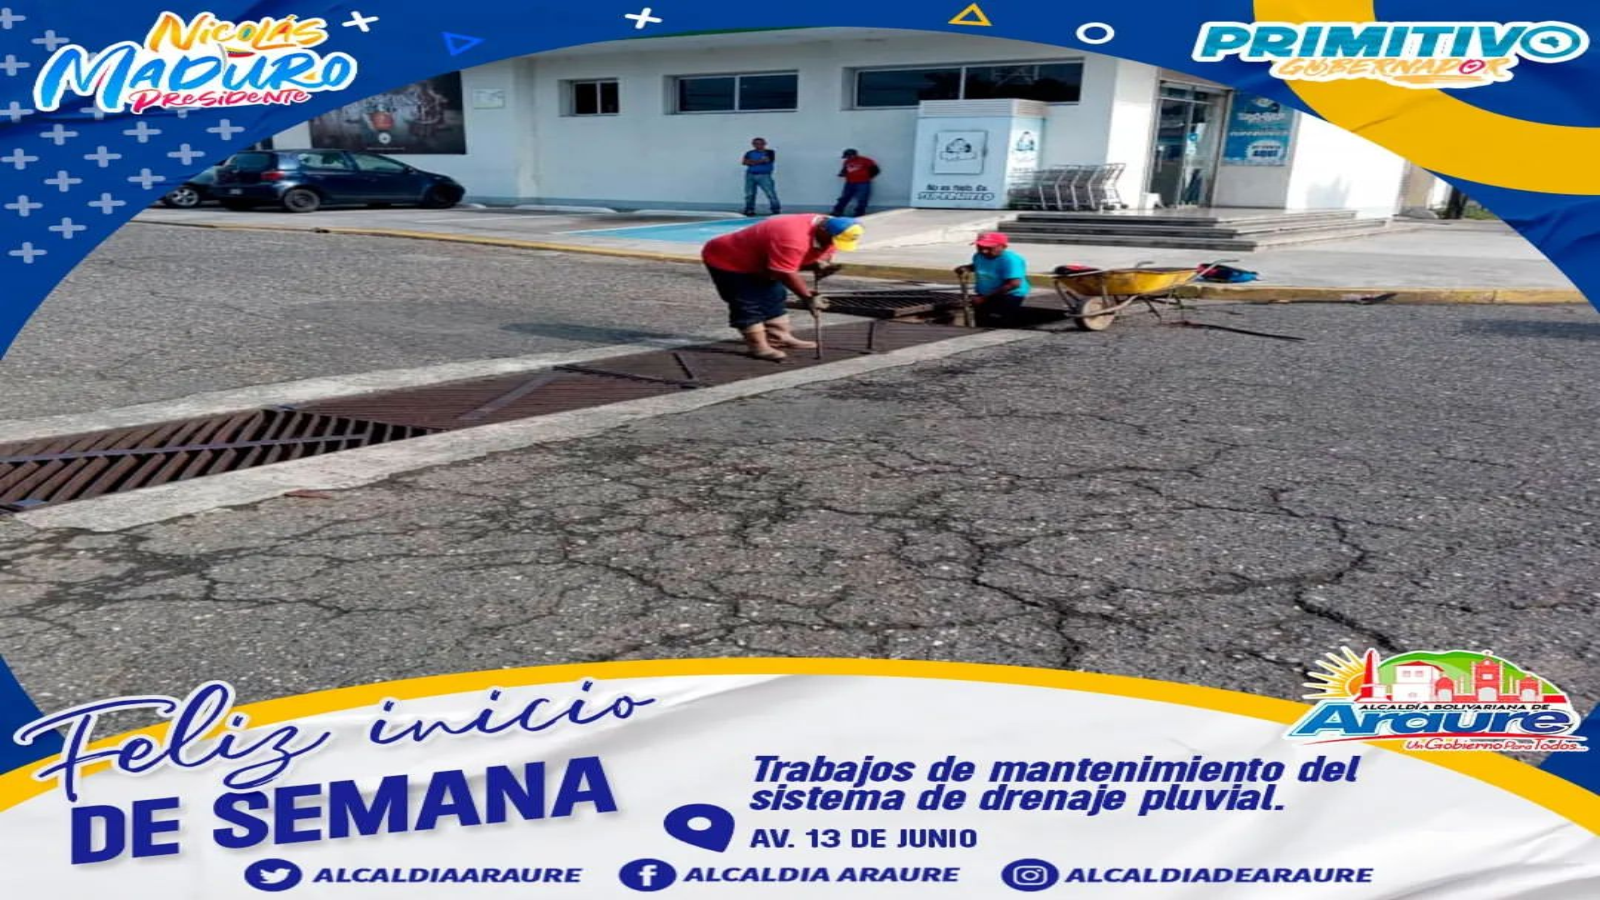 Nicolás
Maduro
Presidente
PRIMITIVO
GOBERNADOR
AQUÍ
ALCALDÍA BOLIVARIANA DE
Araure
Un Gobierno Para Todos...
Feliz inicio
DE SEMANA
Trabajos de mantenimiento del
sistema de drenaje pluvial.
AV. 13 DE JUNIO
ALCALDIAARAURE
ALCALDIA ARAURE
ALCALDIADEARAURE